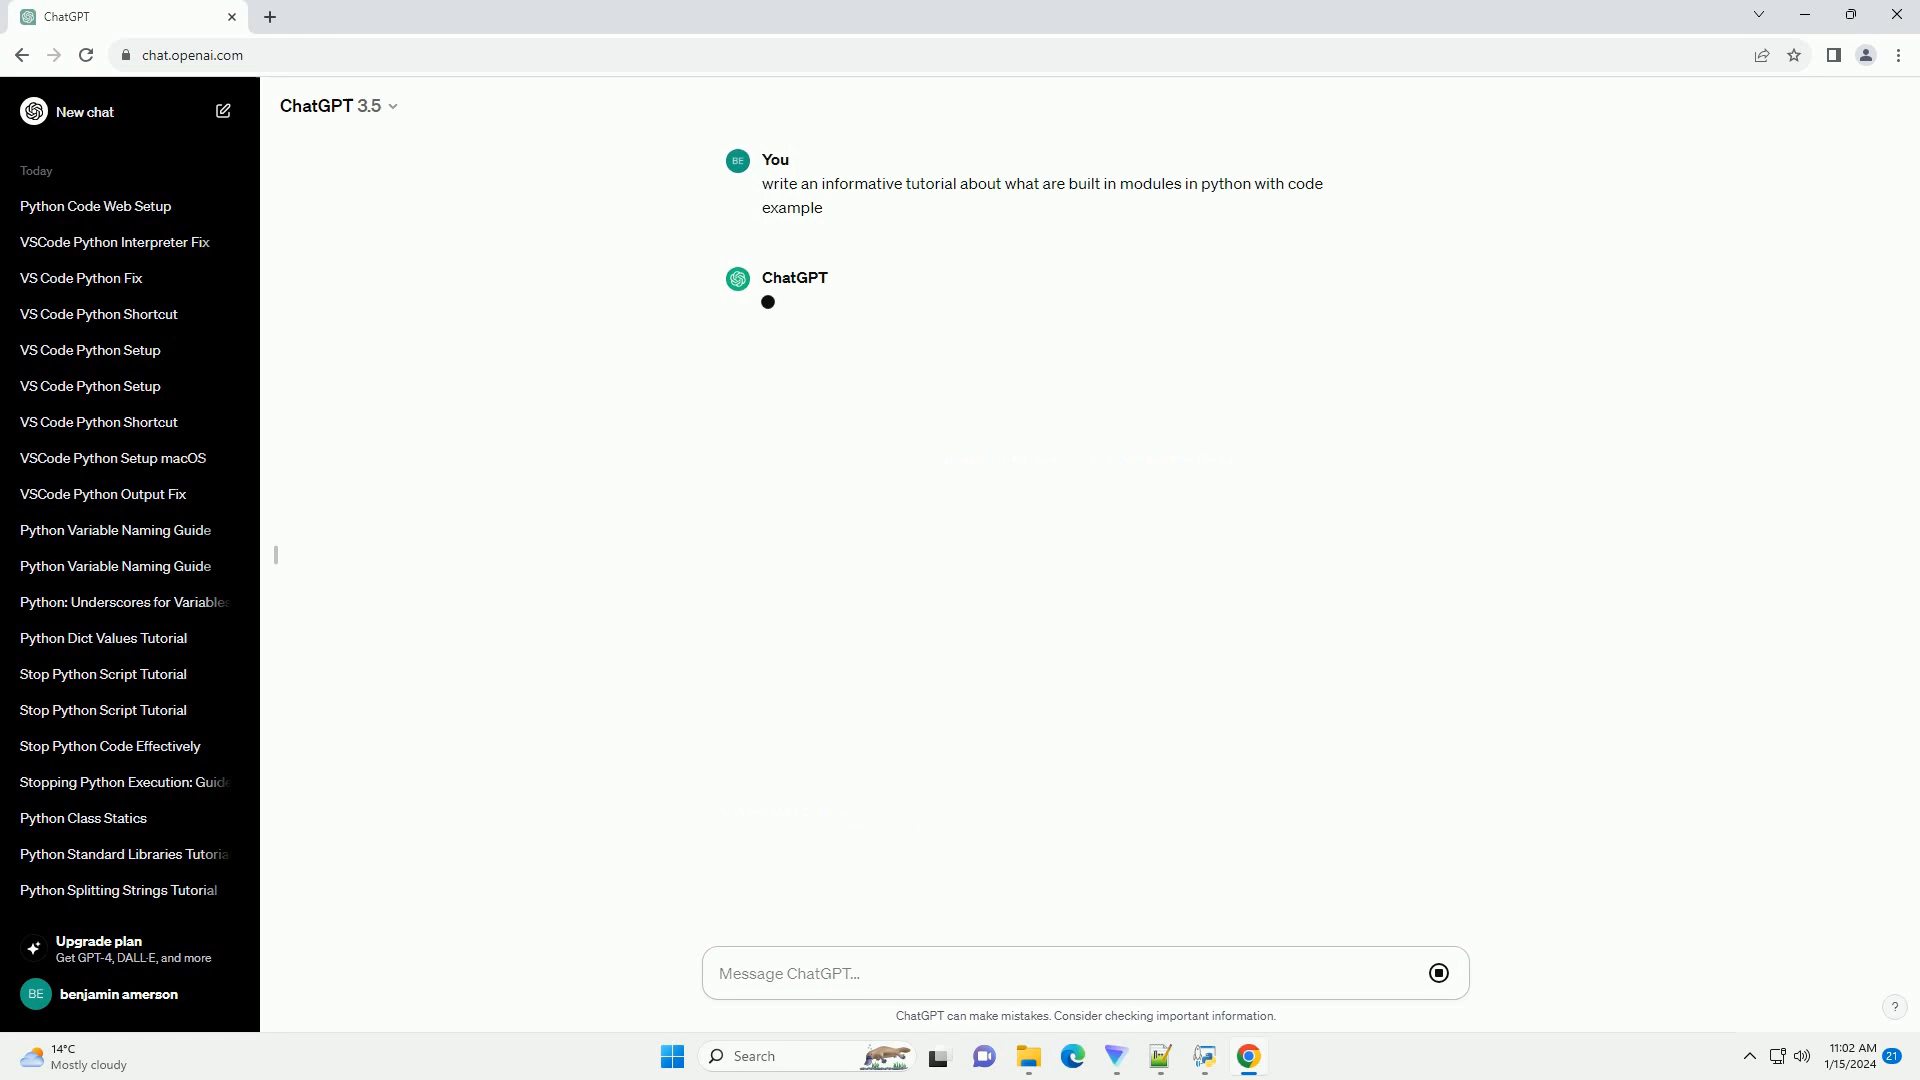 ChatGPT
chat.openai.com
New chat
Today
Python Code Web Setup
VSCode Python Interpreter Fix
VS Code Python Fix
VS Code Python Shortcut
VS Code Python Setup
VS Code Python Setup
VS Code Python Shortcut
VSCode Python Setup macOS
VSCode Python Output Fix
Python Variable Naming Guide
Python Variable Naming Guide
Python: Underscores for Variables
Python Dict Values Tutorial
Stop Python Script Tutorial
Stop Python Script Tutorial
Stop Python Code Effectively
Stopping Python Execution: Guide
Python Class Statics
Python Standard Libraries Tutoria
Python Splitting Strings Tutorial
Upgrade plan
Get GPT-4, DALL·E, and more
BE benjamin amerson
ChatGPT 3.5
BE You
write an informative tutorial about what are built in modules in python with code
example
ChatGPT
Message ChatGPT...
ChatGPT can make mistakes. Consider checking important information.
?
14°C
Mostly cloudy
Search
11:02 AM
1/15/2024
21